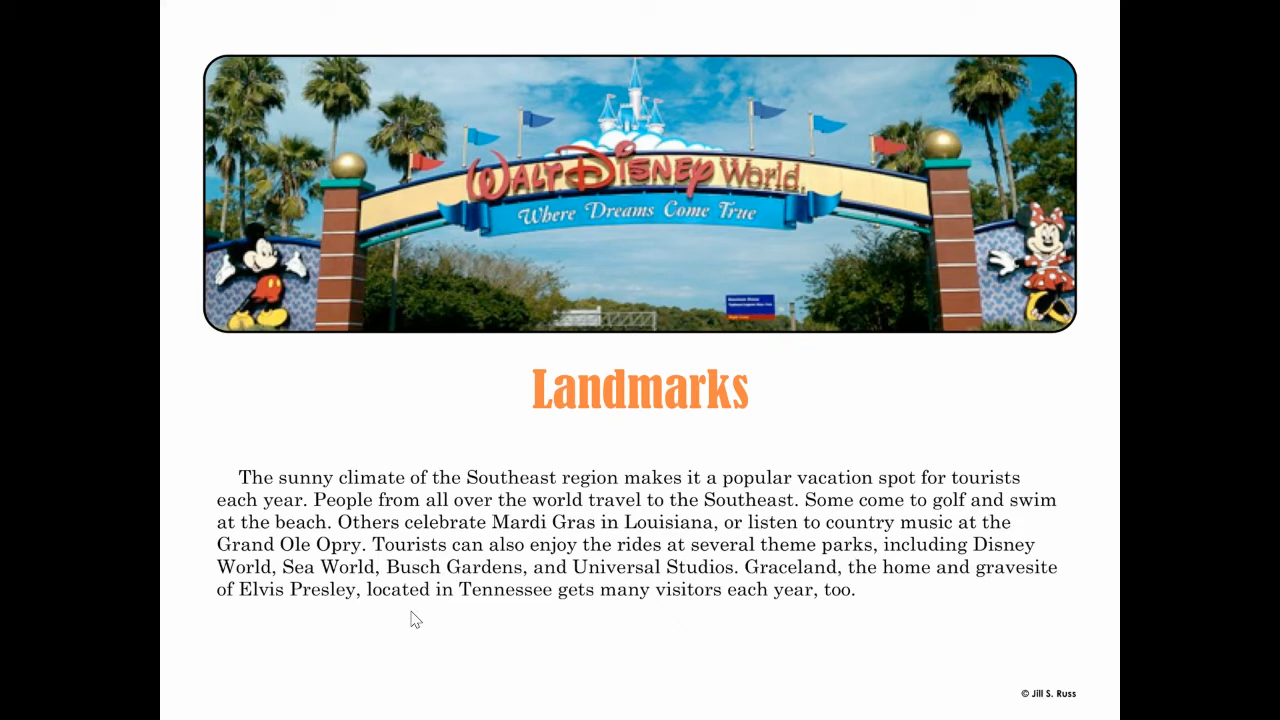 WALT DISNEY World.
Where Dreams Come True
Landmarks
The sunny climate of the Southeast region makes it a popular vacation spot for tourists
each year. People from all over the world travel to the Southeast. Some come to golf and swim
at the beach. Others celebrate Mardi Gras in Louisiana, or listen to country music at the
Grand Ole Opry. Tourists can also enjoy the rides at several theme parks, including Disney
World, Sea World, Busch Gardens, and Universal Studios. Graceland, the home and gravesite
of Elvis Presley, located in Tennessee gets many visitors each year, too.
© Jill S. Russ